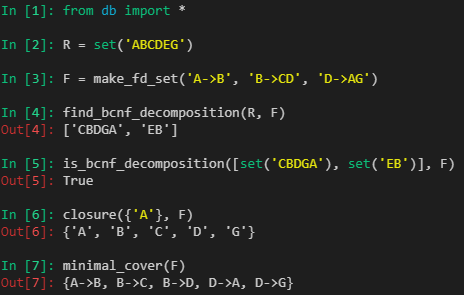 In [1]: from db import *
In [2]: R = set('ABCDEG')
In [3]: F = make_fd_set('A->B', 'B->CD', 'D->AG')
In [4]: find_bcnf_decomposition(R, F)
Out[4]: ['CBDGA', 'EB']
In [5]: is_bcnf_decomposition([set('CBDGA'), set('EB')], F)
Out[5]: True
In [6]: closure({'A'}, F)
Out[6]: {'A', 'B', 'C', 'D', 'G'}
In [7]: minimal_cover(F)
Out[7]: {A->B, B->C, B->D, D->A, D->G}